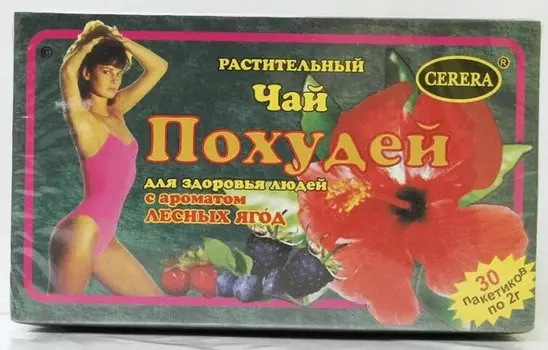 ©
РАСТИТЕЛЬНЫЙ
CERERA®
Чай
Похудей
для здоровья людей
с ароматом
ЛЕСНЫХ ЯГОД
30
пакетиков
по 2г